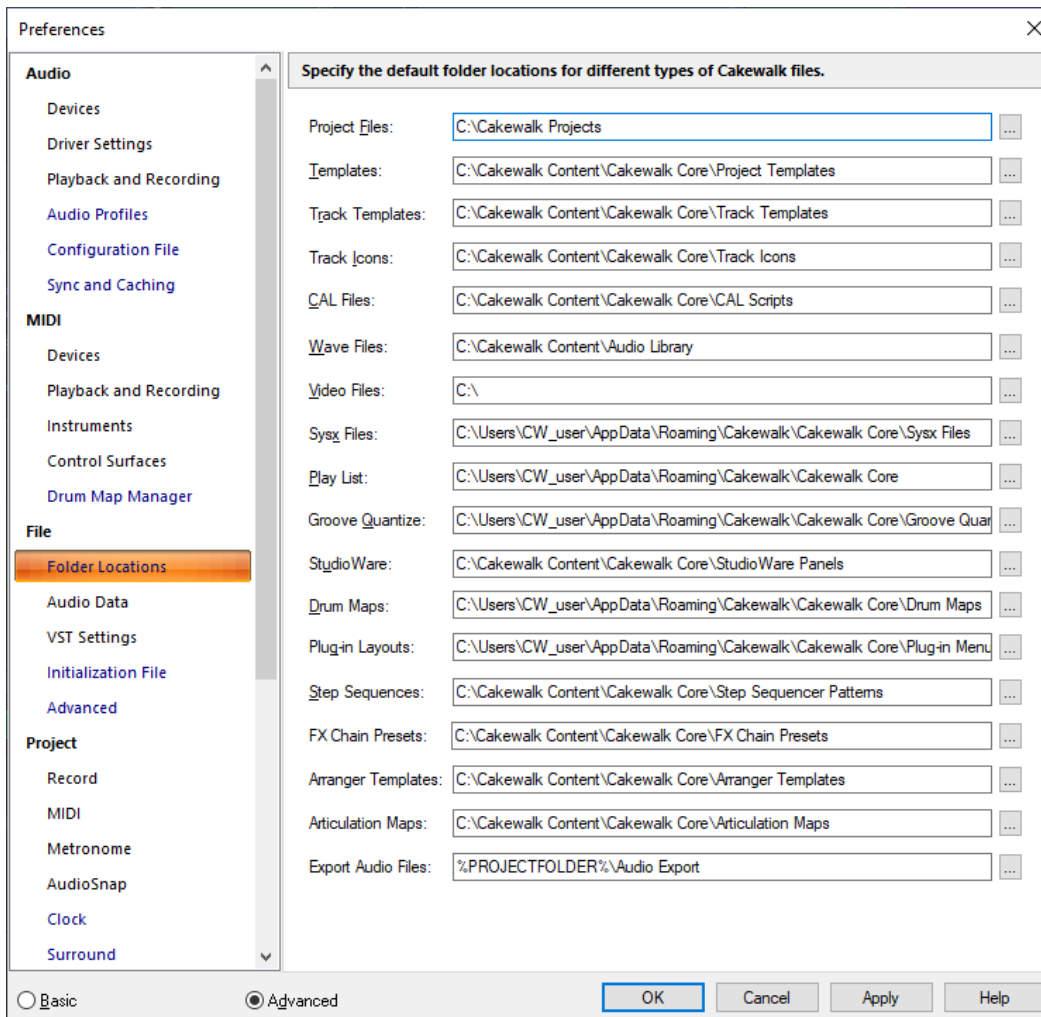 Preferences
Audio
Devices
Driver Settings
Playback and Recording
Audio Profiles
Configuration File
Sync and Caching
MIDI
Devices
Playback and Recording
Instruments
Control Surfaces
Drum Map Manager
File
Folder Locations
Audio Data
VST Settings
Initialization File
Advanced
Project
Record
MIDI
Metronome
AudioSnap
Clock
Surround
Specify the default folder locations for different types of Cakewalk files.
Project Files: C:\Cakewalk Projects ...
Templates: C:\Cakewalk Content\Cakewalk Core\Project Templates ...
Track Templates: C:\Cakewalk Content\Cakewalk Core\Track Templates ...
Track Icons: C:\Cakewalk Content\Cakewalk Core\Track Icons ...
CAL Files: C:\Cakewalk Content\Cakewalk Core\CAL Scripts ...
Wave Files: C:\Cakewalk Content\Audio Library ...
Video Files: C:\ ...
Sysx Files: C:\Users\CW_user\AppData\Roaming\Cakewalk\Cakewalk Core\Sysx Files ...
Play List: C:\Users\CW_user\AppData\Roaming\Cakewalk\Cakewalk Core ...
Groove Quantize: C:\Users\CW_user\AppData\Roaming\Cakewalk\Cakewalk Core\Groove Quar ...
StudioWare: C:\Cakewalk Content\Cakewalk Core\StudioWare Panels ...
Drum Maps: C:\Users\CW_user\AppData\Roaming\Cakewalk\Cakewalk Core\Drum Maps ...
Plug-in Layouts: C:\Users\CW_user\AppData\Roaming\Cakewalk\Cakewalk Core\Plug-in Menu ...
Step Sequences: C:\Cakewalk Content\Cakewalk Core\Step Sequencer Patterns ...
FX Chain Presets: C:\Cakewalk Content\Cakewalk Core\FX Chain Presets ...
Arranger Templates: C:\Cakewalk Content\Cakewalk Core\Arranger Templates ...
Articulation Maps: C:\Cakewalk Content\Cakewalk Core\Articulation Maps ...
Export Audio Files: %PROJECTFOLDER%\Audio Export ...
Basic Advanced OK Cancel Apply Help